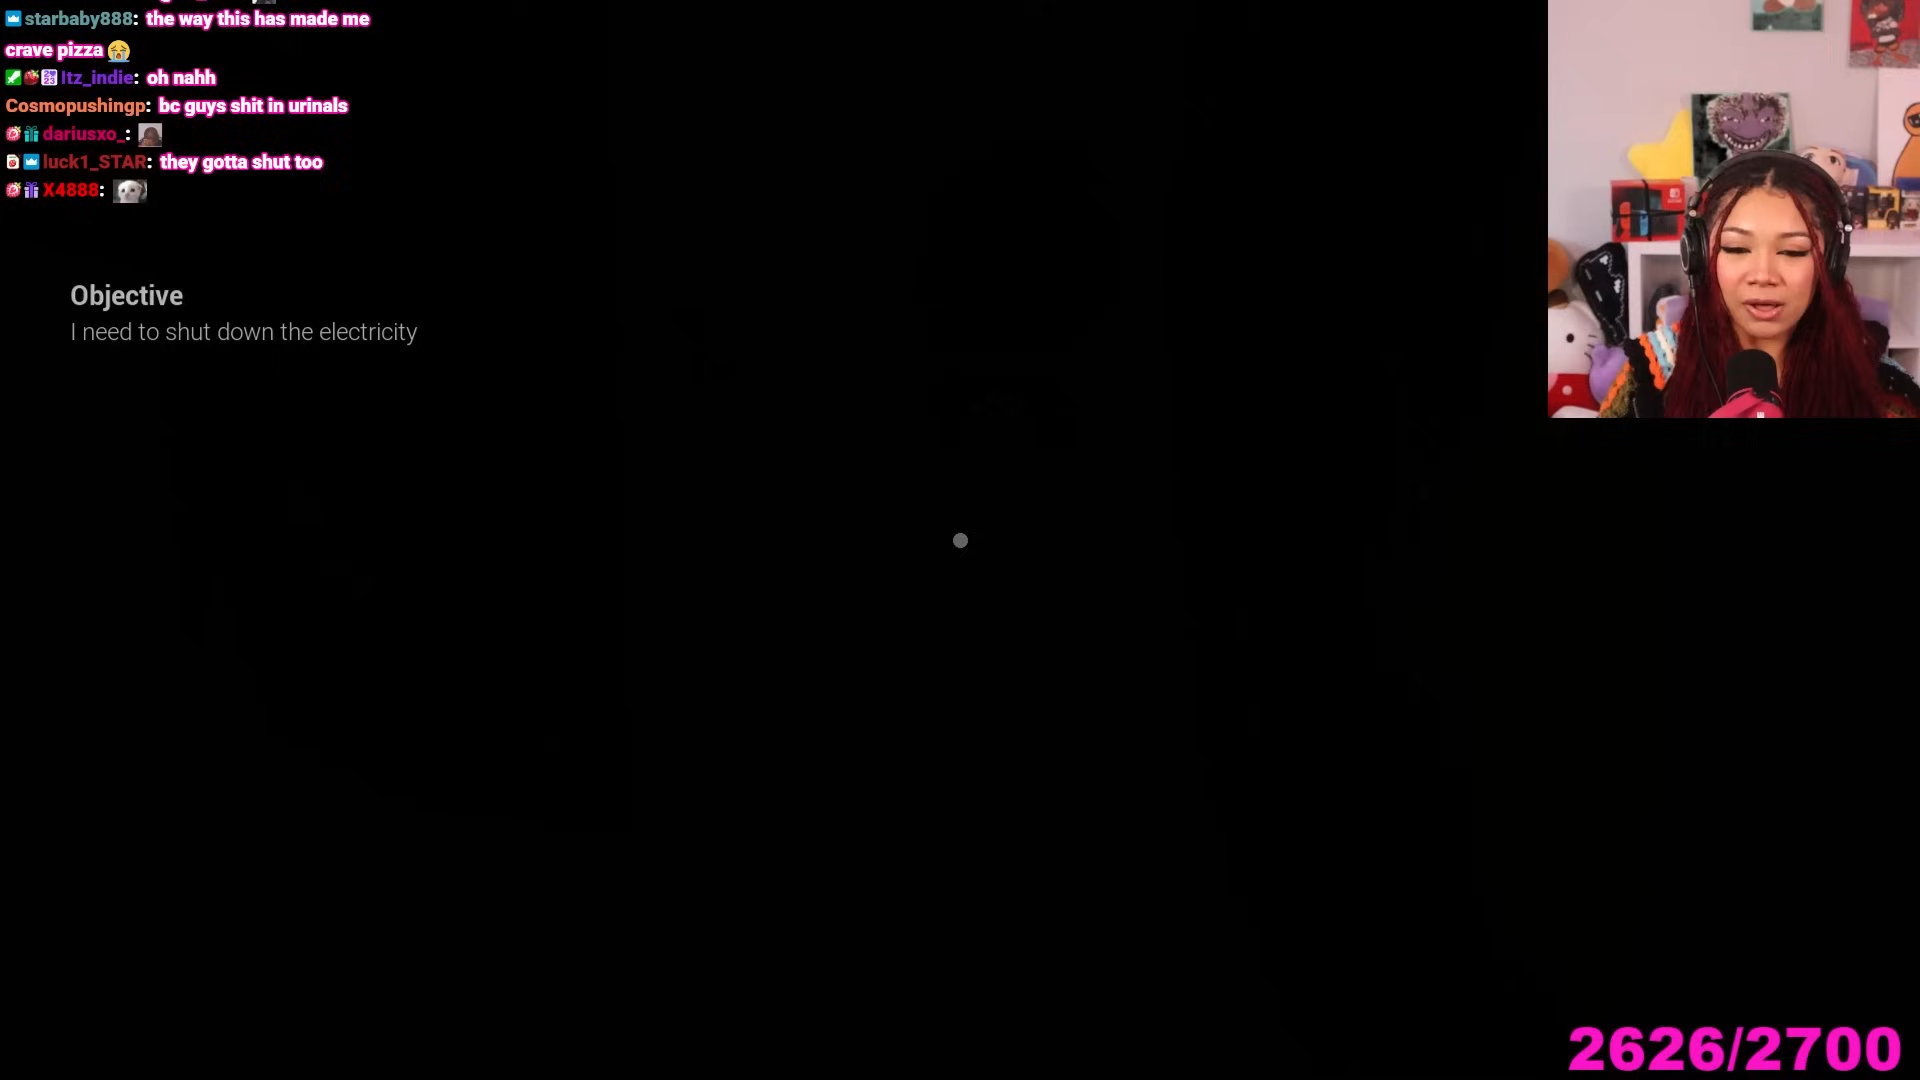 starbaby888: the way this has made me
crave pizza
Itz_indie: oh nahh
Cosmopushingp: bc guys shit in urinals
dariusxo_:
luck1_STAR: they gotta shut too
X4888:
Objective
I need to shut down the electricity
2626/2700